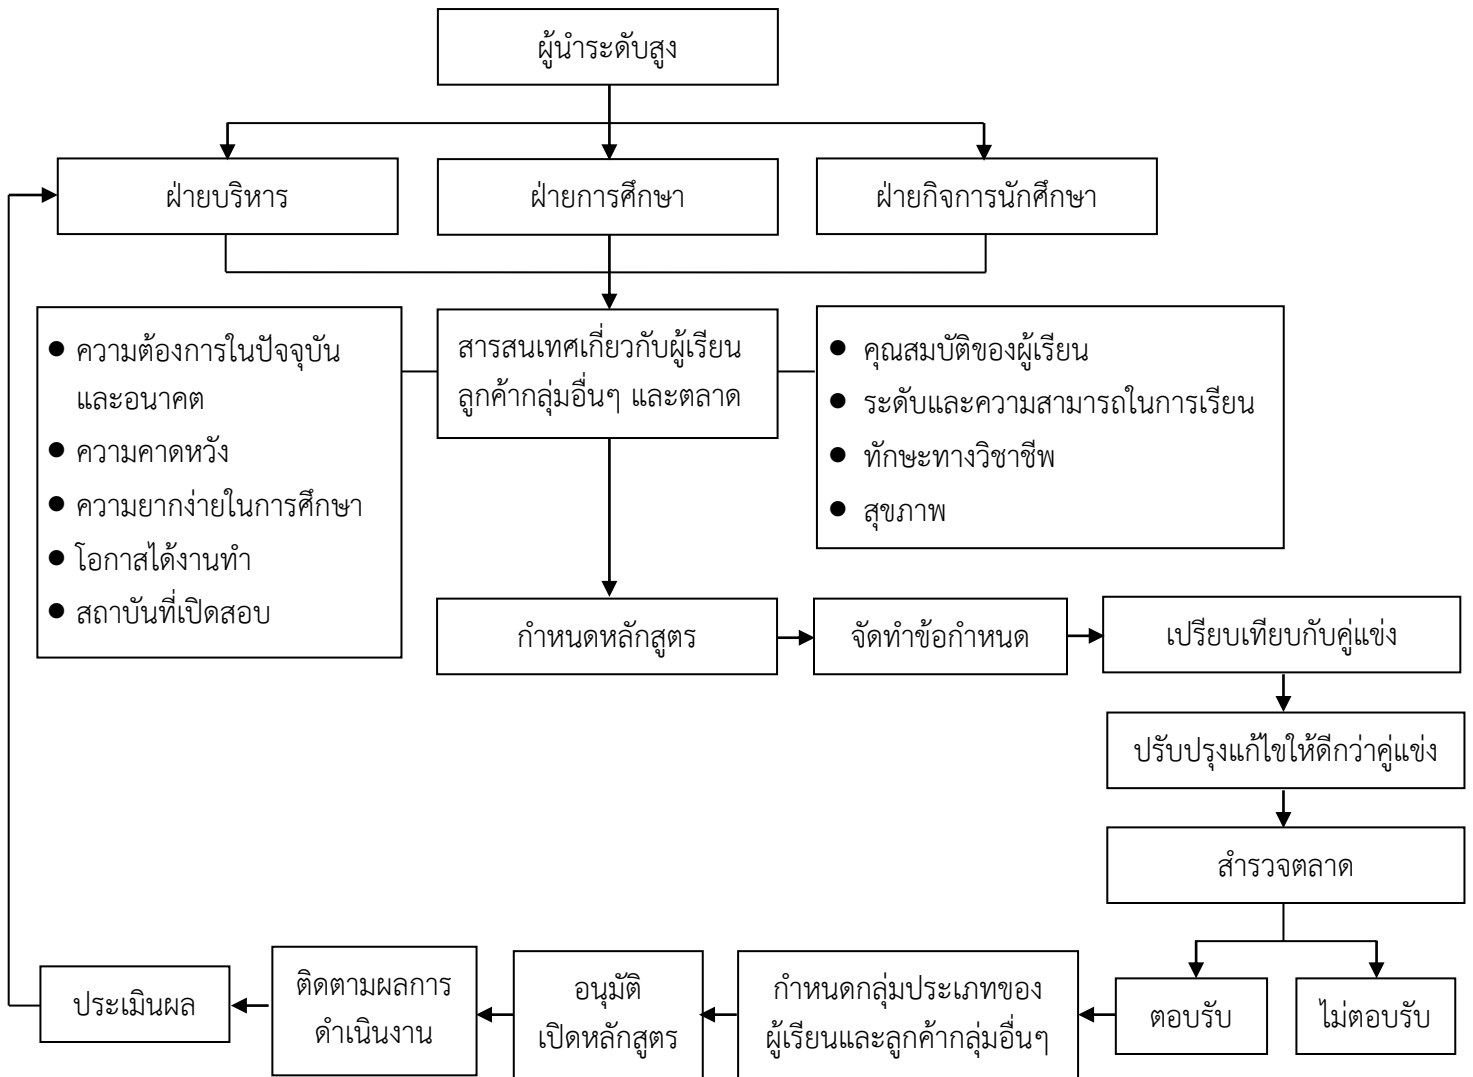 ผู้นำระดับสูง
ฝ่ายบริหาร
ฝ่ายการศึกษา
ฝ่ายกิจการนักศึกษา
● ความต้องการในปัจจุบัน
และอนาคต
● ความคาดหวัง
● ความยากง่ายในการศึกษา
● โอกาสได้งานทำ
● สถาบันที่เปิดสอบ
สารสนเทศเกี่ยวกับผู้เรียน
ลูกค้ากลุ่มอื่นๆ และตลาด
● คุณสมบัติของผู้เรียน
● ระดับและความสามารถในการเรียน
● ทักษะทางวิชาชีพ
● สุขภาพ
กำหนดหลักสูตร
จัดทำข้อกำหนด
เปรียบเทียบกับคู่แข่ง
ปรับปรุงแก้ไขให้ดีกว่าคู่แข่ง
สำรวจตลาด
ตอบรับ
ไม่ตอบรับ
กำหนดกลุ่มประเภทของ
ผู้เรียนและลูกค้ากลุ่มอื่นๆ
อนุมัติ
เปิดหลักสูตร
ติดตามผลการ
ดำเนินงาน
ประเมินผล